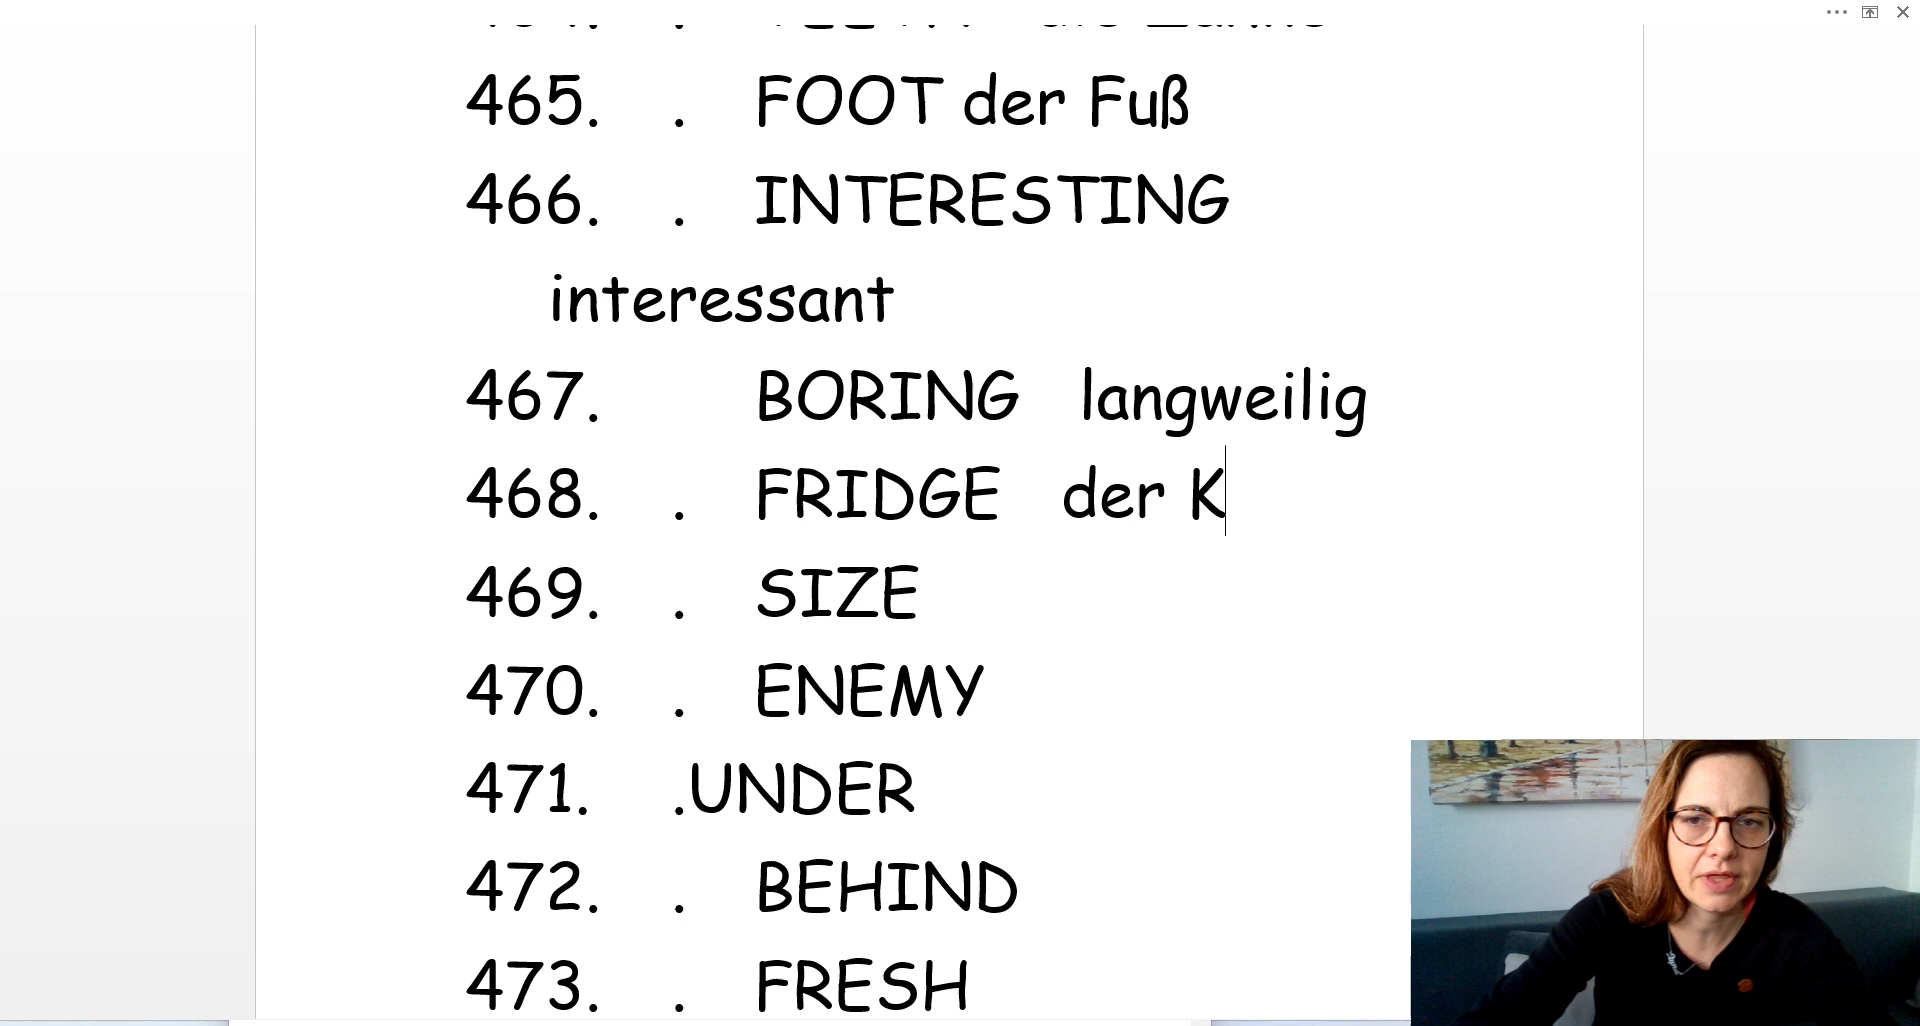 465. . FOOT der Fuß
466. . INTERESTING
interessant
467. BORING langweilig
468. . FRIDGE der K
469. . SIZE
470. . ENEMY
471. .UNDER
472. . BEHIND
473. . FRESH